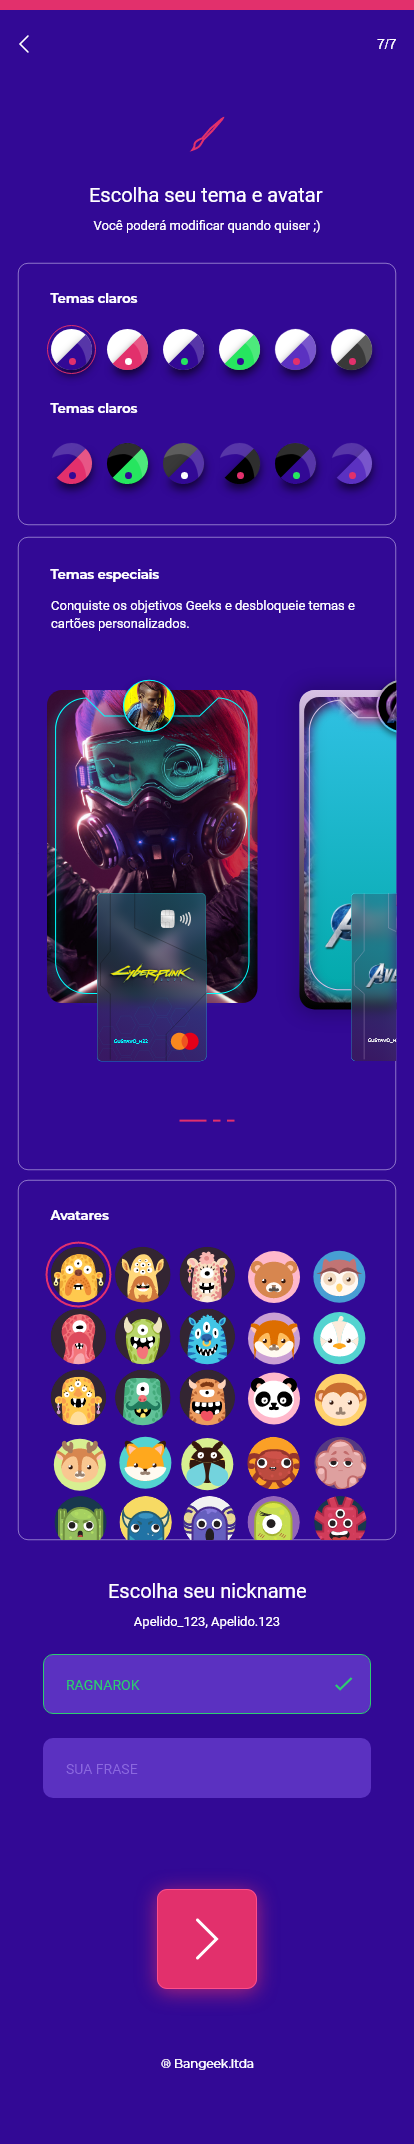 7/7
Escolha seu tema e avatar
Você poderá modificar quando quiser ;)
Temas claros
Temas claros
Temas especiais
Conquiste os objetivos Geeks e desbloqueie temas e
cartões personalizados.
CYBERPUNK
GUSTAVO_H22
Avatares
Escolha seu nickname
Apelido_123, Apelido.123
RAGNAROK
SUA FRASE
® Bangeek.ltda